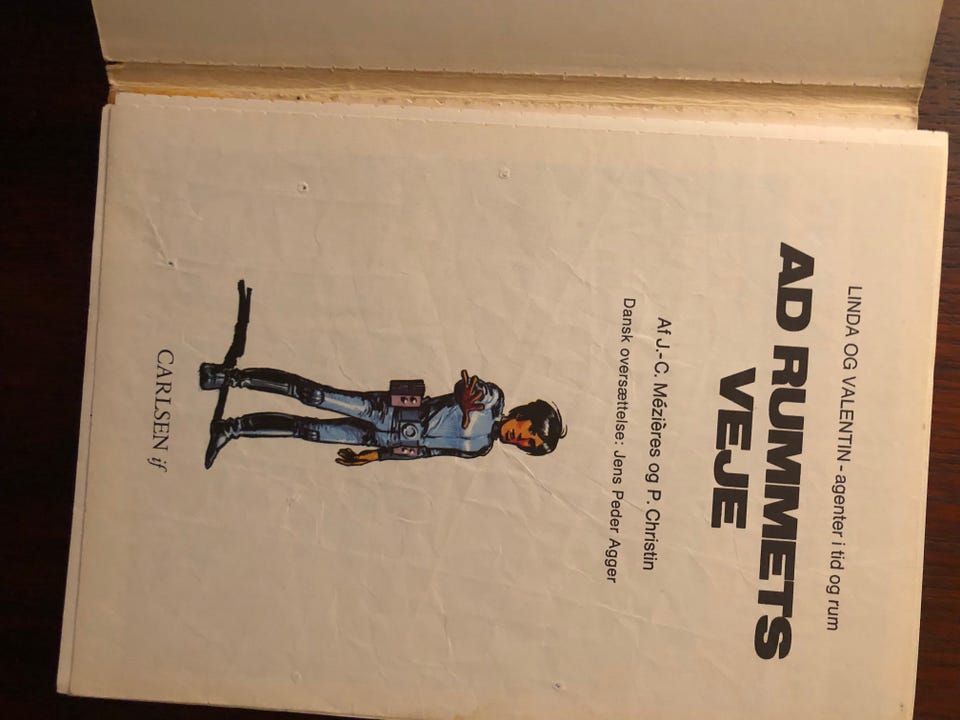 LINDA OG VALENTIN - agenter i tid og rum
AD RUMMETS
VEJE
Af J.-C. Mézières og P. Christin
Dansk oversættelse: Jens Peder Agger
CARLSEN if